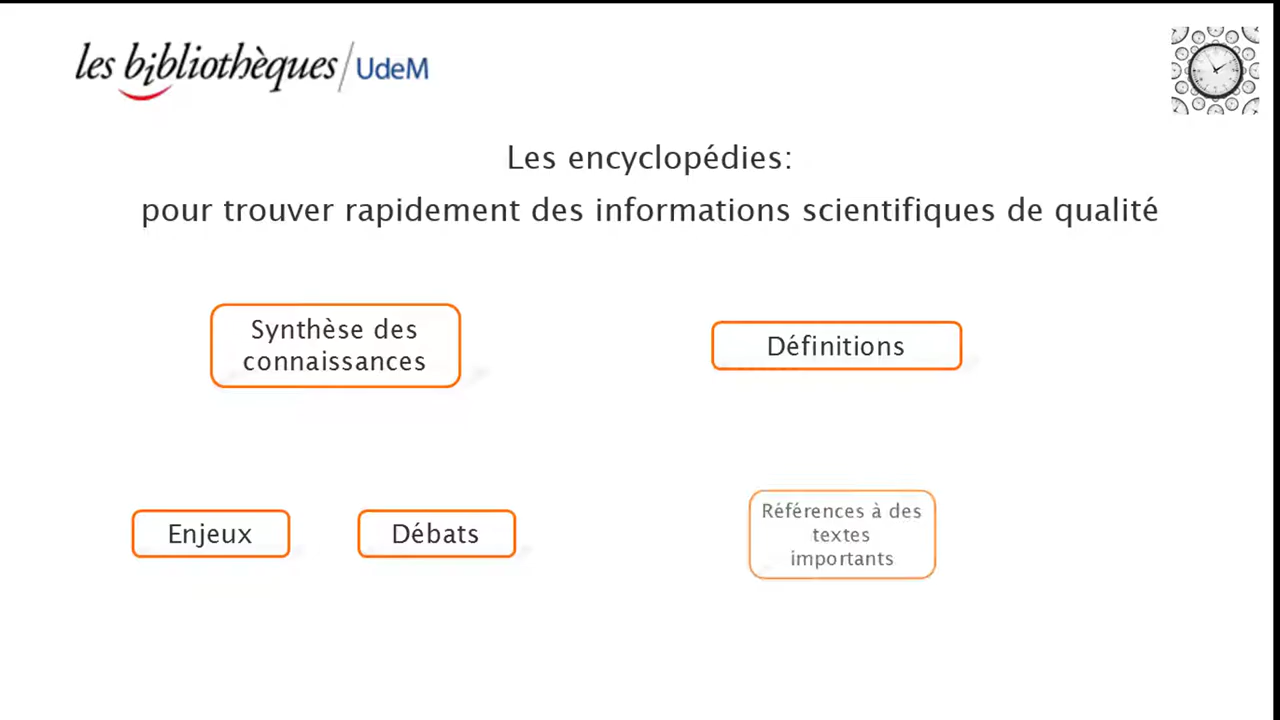 les bibliothèques/UdeM
Les encyclopédies:
pour trouver rapidement des informations scientifiques de qualité
Synthèse des
connaissances
Définitions
Enjeux
Débats
Références à des
textes
importants